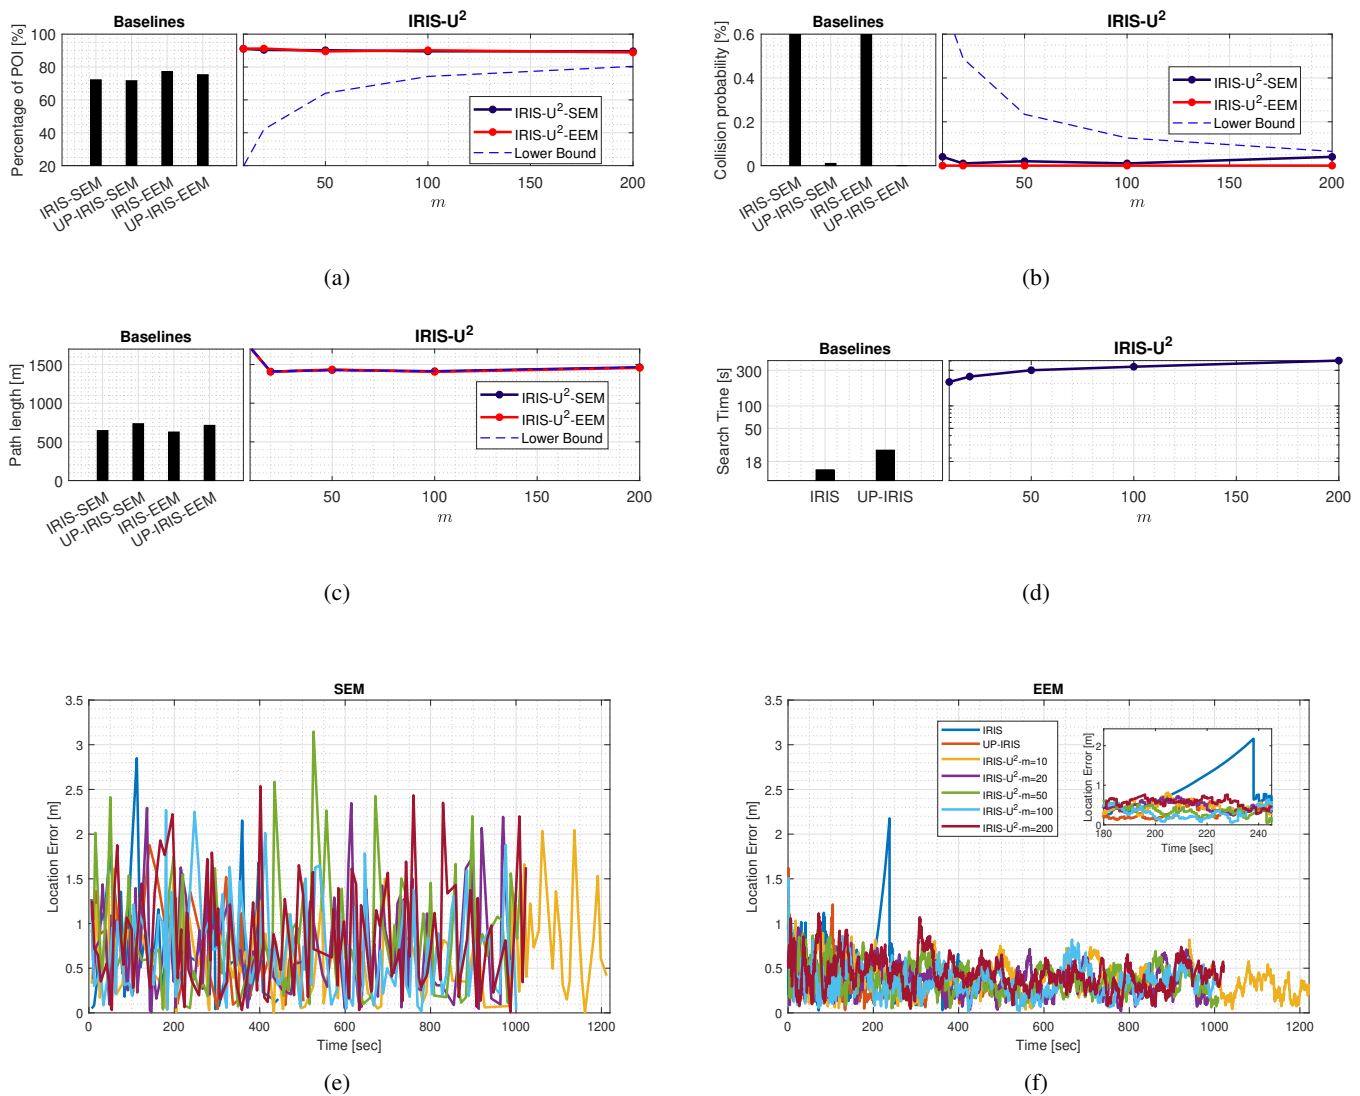 Baselines
IRIS-U²
Percentage of POI [%]
100
80
60
40
20
IRIS-SEM
UP-IRIS-SEM
IRIS-EEM
UP-IRIS-EEM
50
100
150
200
m
IRIS-U²-SEM
IRIS-U²-EEM
Lower Bound
(a)
Baselines
IRIS-U²
Collision probability [%]
0.6
0.4
0.2
0
IRIS-SEM
UP-IRIS-SEM
IRIS-EEM
UP-IRIS-EEM
50
100
150
200
m
IRIS-U²-SEM
IRIS-U²-EEM
Lower Bound
(b)
Baselines
IRIS-U²
Path length [m]
1500
1000
500
0
IRIS-SEM
UP-IRIS-SEM
IRIS-EEM
UP-IRIS-EEM
50
100
150
200
m
IRIS-U²-SEM
IRIS-U²-EEM
Lower Bound
(c)
Baselines
IRIS-U²
Search Time [s]
300
100
50
18
IRIS
UP-IRIS
50
100
150
200
m
(d)
SEM
Location Error [m]
3.5
3
2.5
2
1.5
1
0.5
0
0
200
400
600
800
1000
1200
Time [sec]
(e)
EEM
Location Error [m]
3.5
3
2.5
2
1.5
1
0.5
0
0
200
400
600
800
1000
1200
Time [sec]
IRIS
UP-IRIS
IRIS-U²-m=10
IRIS-U²-m=20
IRIS-U²-m=50
IRIS-U²-m=100
IRIS-U²-m=200
Location Error [m]
2
1
0
180
200
220
240
Time [sec]
(f)